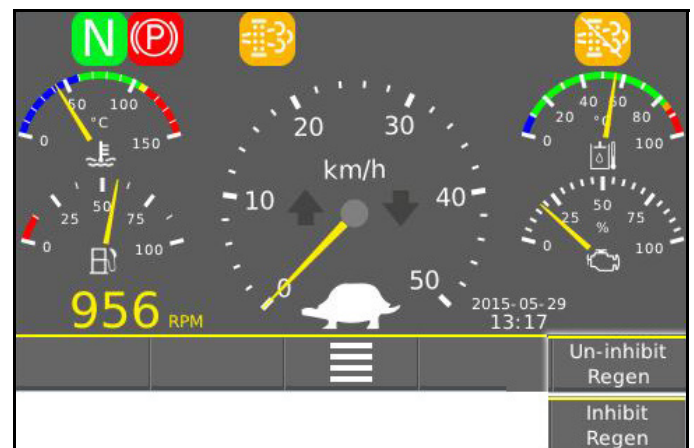 N (P)
50 100
°C
0 150
20 30
km/h
10 40
0 50
20 40 60 80
°C
0 100
25 50 75
0 100
25 50 75
%
0 100
956 RPM
2015-05-29
13:17
Un-inhibit
Regen
Inhibit
Regen